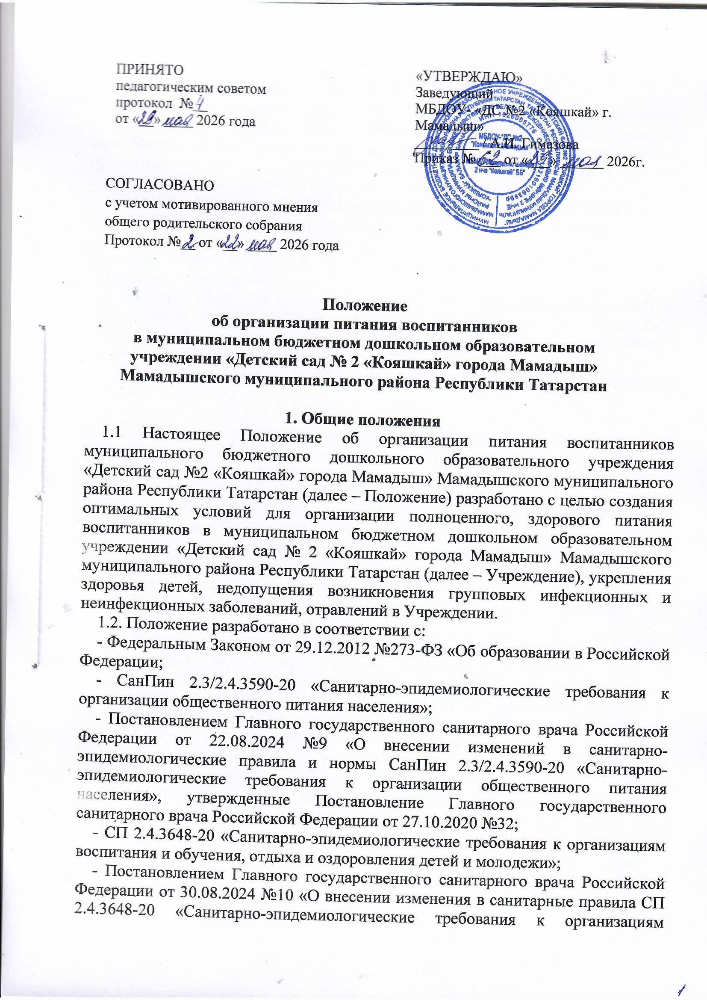 ПРИНЯТО
педагогическим советом
протокол № 4
от «29» мая 2026 года
«УТВЕРЖДАЮ»
Заведующий
МБДОУ- «ДС №2 «Кояшкай» г.
Мамадыш»
/ А.И. Гимазова
Приказ № 62 от «29» мая 2026г.
СОГЛАСОВАНО
с учетом мотивированного мнения
общего родительского собрания
Протокол № 2 от «22» мая 2026 года
Положение
об организации питания воспитанников
в муниципальном бюджетном дошкольном образовательном
учреждении «Детский сад № 2 «Кояшкай» города Мамадыш»
Мамадышского муниципального района Республики Татарстан
1. Общие положения
1.1 Настоящее Положение об организации питания воспитанников
муниципального бюджетного дошкольного образовательного учреждения
«Детский сад №2 «Кояшкай» города Мамадыш» Мамадышского муниципального
района Республики Татарстан (далее – Положение) разработано с целью создания
оптимальных условий для организации полноценного, здорового питания
воспитанников в муниципальном бюджетном дошкольном образовательном
учреждении «Детский сад № 2 «Кояшкай» города Мамадыш» Мамадышского
муниципального района Республики Татарстан (далее – Учреждение), укрепления
здоровья детей, недопущения возникновения групповых инфекционных и
неинфекционных заболеваний, отравлений в Учреждении.
1.2. Положение разработано в соответствии с:
- Федеральным Законом от 29.12.2012 №273-ФЗ «Об образовании в Российской
Федерации;
- СанПин 2.3/2.4.3590-20 «Санитарно-эпидемиологические требования к
организации общественного питания населения»;
- Постановлением Главного государственного санитарного врача Российской
Федерации от 22.08.2024 №9 «О внесении изменений в санитарно-
эпидемиологические правила и нормы СанПин 2.3/2.4.3590-20 «Санитарно-
эпидемиологические требования к организации общественного питания
населения», утвержденные Постановление Главного государственного
санитарного врача Российской Федерации от 27.10.2020 №32;
- СП 2.4.3648-20 «Санитарно-эпидемиологические требования к организациям
воспитания и обучения, отдыха и оздоровления детей и молодежи»;
- Постановлением Главного государственного санитарного врача Российской
Федерации от 30.08.2024 №10 «О внесении изменения в санитарные правила СП
2.4.3648-20 «Санитарно-эпидемиологические требования к организациям
1